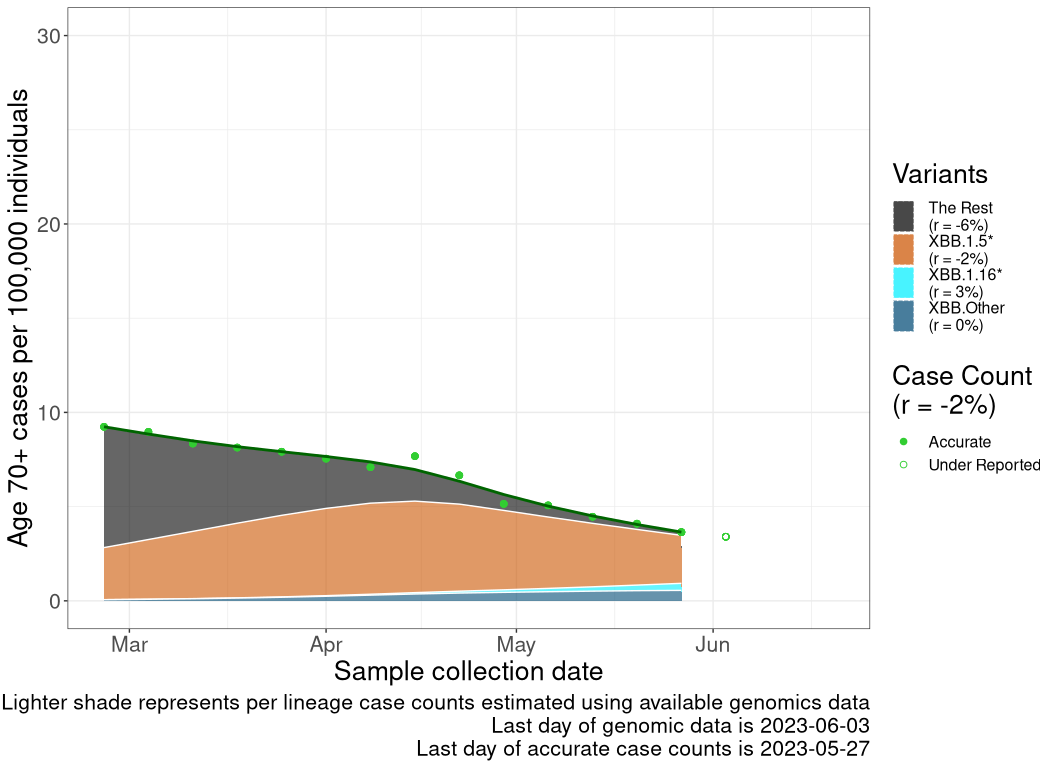 Age 70+ cases per 100,000 individuals
30
20
10
0
Mar
Apr
May
Jun
Sample collection date
Lighter shade represents per lineage case counts estimated using available genomics data
Last day of genomic data is 2023-06-03
Last day of accurate case counts is 2023-05-27
Variants
The Rest
(r = -6%)
XBB.1.5*
(r = -2%)
XBB.1.16*
(r = 3%)
XBB.Other
(r = 0%)
Case Count
(r = -2%)
Accurate
Under Reported